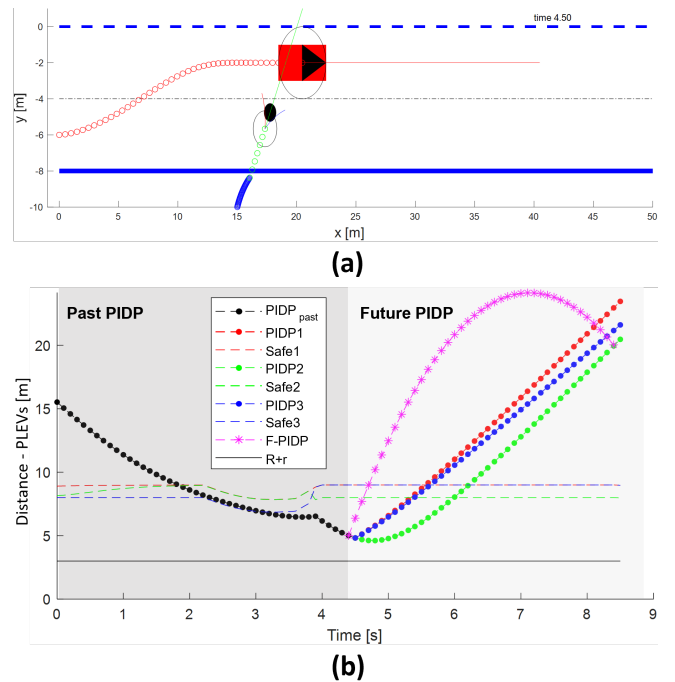 time 4.50
0
-2
-4
-6
-8
-10
y [m]
0 5 10 15 20 25 30 35 40 45 50
x [m]
(a)
Past PIDP
Future PIDP
PIDP past
PIDP1
Safe1
PIDP2
Safe2
PIDP3
Safe3
F-PIDP
R+r
20
15
10
5
0
Distance - PLEVs [m]
0 1 2 3 4 5 6 7 8 9
Time [s]
(b)